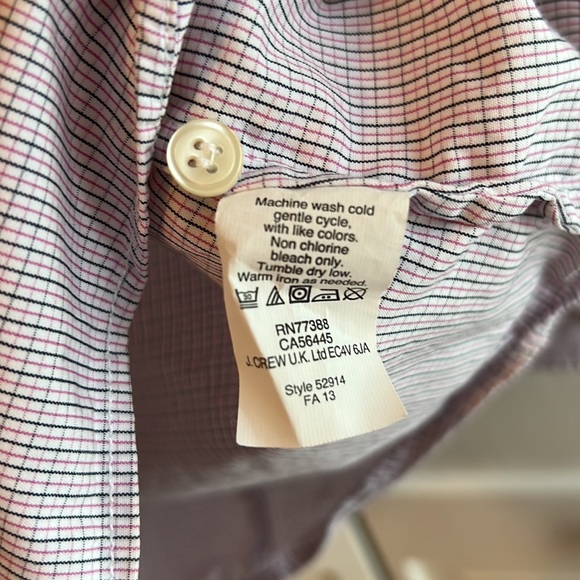 Machine wash cold
gentle cycle,
with like colors.
Non chlorine
bleach only.
Tumble dry low.
Warm iron as needed.
30
RN77388
CA56445
J.CREW U.K. Ltd EC4V 6JA
Style 52914
FA 13